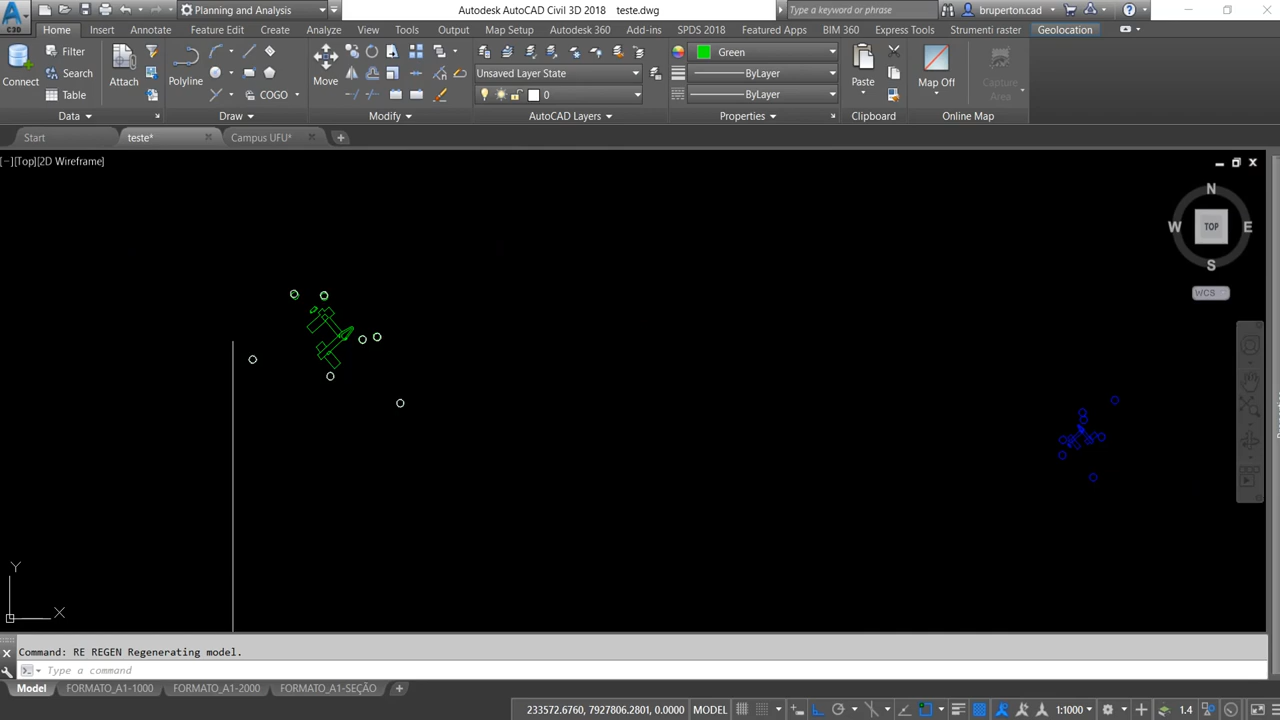 Planning and Analysis
Autodesk AutoCAD Civil 3D 2018 teste.dwg
Type a keyword or phrase
bruperton.cad
C3D
Home Insert Annotate Feature Edit Create Analyze View Tools Output Map Setup Autodesk 360 Add-ins SPDS 2018 Featured Apps BIM 360 Express Tools Strumenti raster Geolocation
Filter
Search
Table
Connect
Attach
Polyline
COGO
Move
Unsaved Layer State
0
Green
ByLayer
ByLayer
Paste
Map Off
Capture
Area
Data
Draw
Modify
AutoCAD Layers
Properties
Clipboard
Online Map
Start
teste*
Campus UFU*
[−][Top][2D Wireframe]
N
W TOP E
S
WCS
Y
X
Command: RE REGEN Regenerating model.
Type a command
Model FORMATO_A1-1000 FORMATO_A1-2000 FORMATO_A1-SEÇÃO
233572.6760, 7927806.2801, 0.0000 MODEL
1:1000
1.4